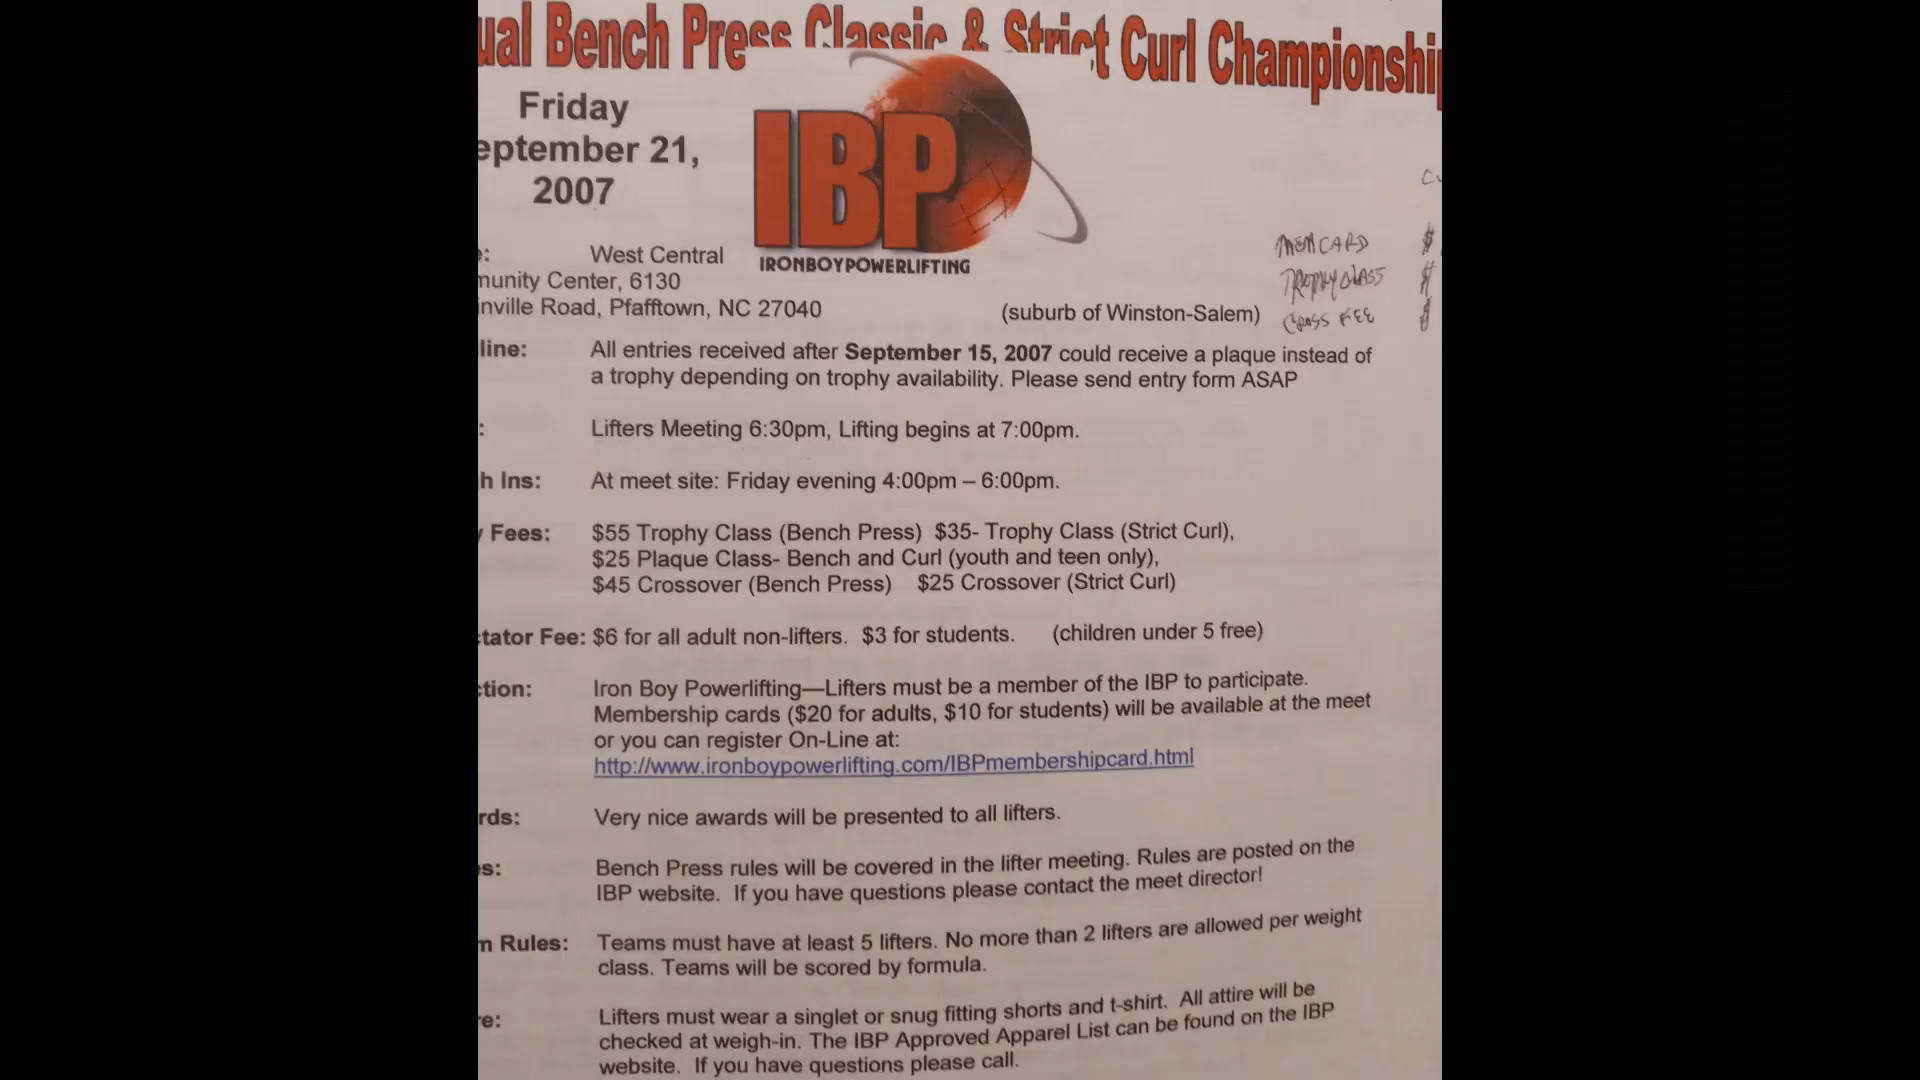 ual Bench Press Classic & Strict Curl Championshi
Friday
eptember 21,
2007
IBP
IRONBOYPOWERLIFTING
e: West Central
munity Center, 6130
inville Road, Pfafftown, NC 27040 (suburb of Winston-Salem)
MEM CARD $
TROPHY CLASS $
CROSS FEE $
line: All entries received after September 15, 2007 could receive a plaque instead of
a trophy depending on trophy availability. Please send entry form ASAP
: Lifters Meeting 6:30pm, Lifting begins at 7:00pm.
h Ins: At meet site: Friday evening 4:00pm – 6:00pm.
y Fees: $55 Trophy Class (Bench Press) $35- Trophy Class (Strict Curl),
$25 Plaque Class- Bench and Curl (youth and teen only),
$45 Crossover (Bench Press) $25 Crossover (Strict Curl)
ctator Fee: $6 for all adult non-lifters. $3 for students. (children under 5 free)
ction: Iron Boy Powerlifting—Lifters must be a member of the IBP to participate.
Membership cards ($20 for adults, $10 for students) will be available at the meet
or you can register On-Line at:
http://www.ironboypowerlifting.com/IBPmembershipcard.html
rds: Very nice awards will be presented to all lifters.
es: Bench Press rules will be covered in the lifter meeting. Rules are posted on the
IBP website. If you have questions please contact the meet director!
m Rules: Teams must have at least 5 lifters. No more than 2 lifters are allowed per weight
class. Teams will be scored by formula.
re: Lifters must wear a singlet or snug fitting shorts and t-shirt. All attire will be
checked at weigh-in. The IBP Approved Apparel List can be found on the IBP
website. If you have questions please call.